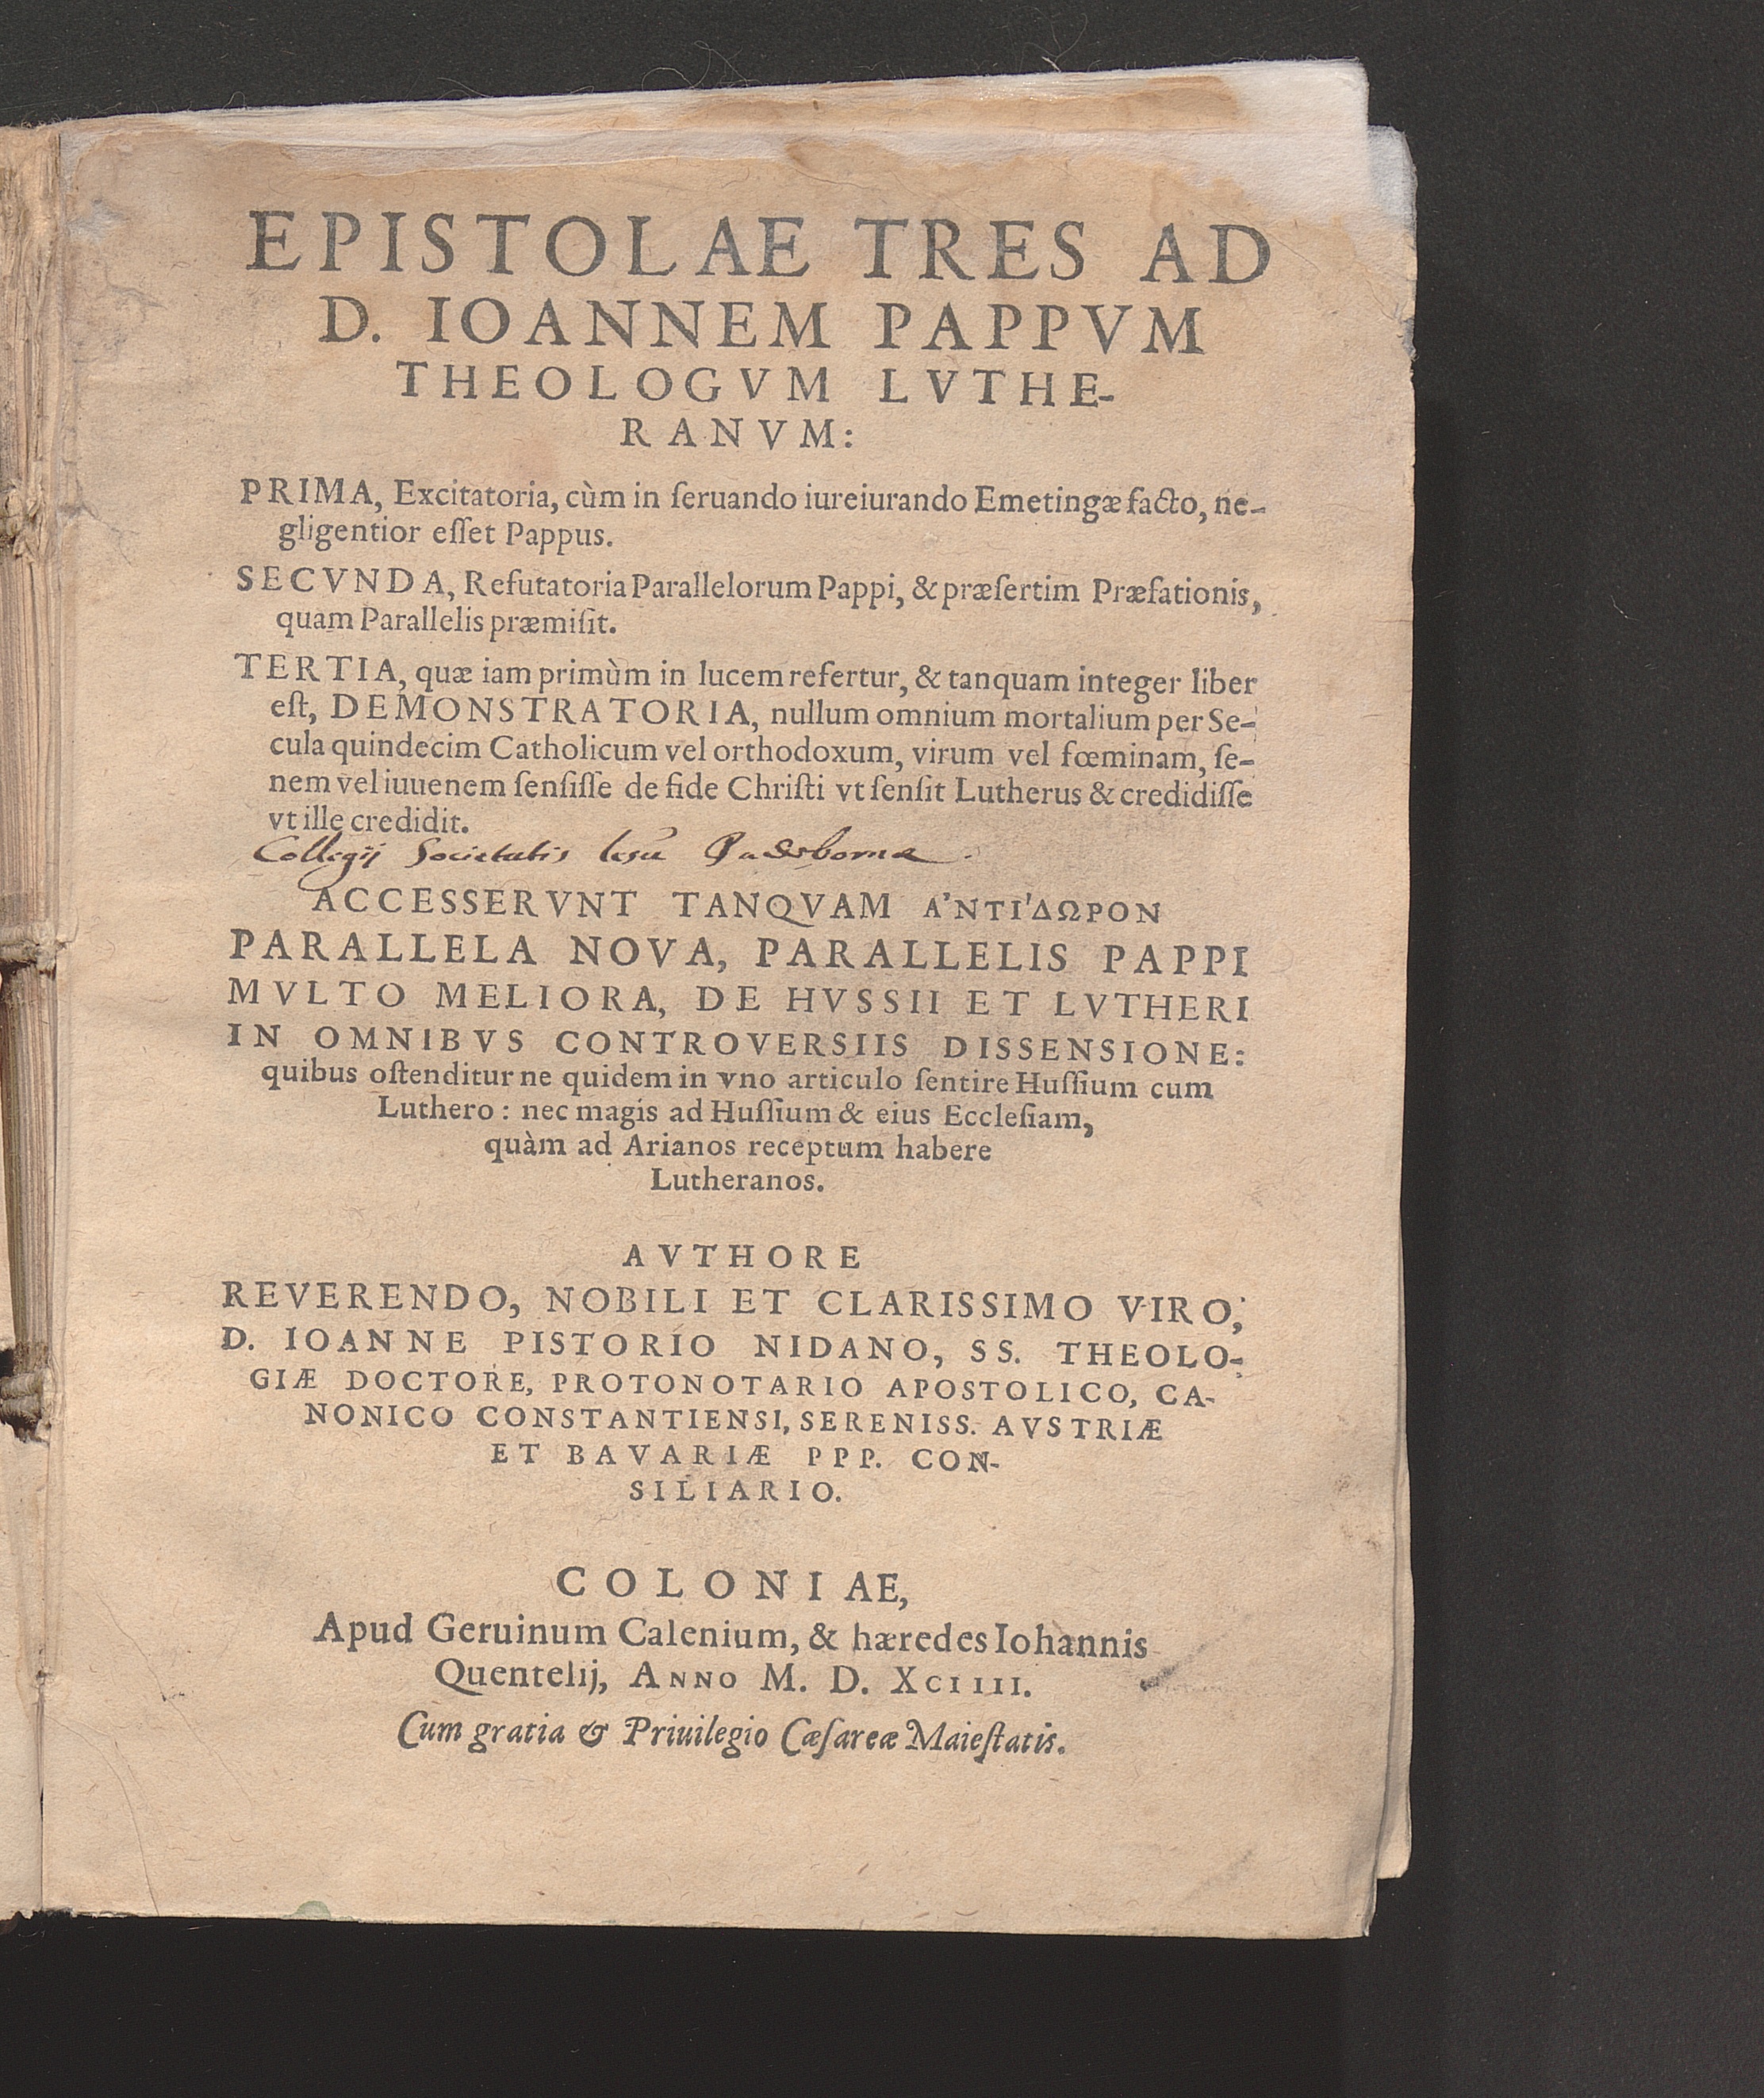 EPISTOLAE TRES AD
D. IOANNEM PAPPVM
THEOLOGVM LVTHE-
RANVM:
PRIMA, Excitatoria, cùm in ſeruando iureiurando Emetingæ facto, ne-
gligentior eſſet Pappus.
SECVNDA, Refutatoria Parallelorum Pappi, & præſertim Præfationis,
quam Parallelis præmiſit.
TERTIA, quæ iam primùm in lucem refertur, & tanquam integer liber
eſt, DEMONSTRATORIA, nullum omnium mortalium per Se-
cula quindecim Catholicum vel orthodoxum, virum vel fœminam, ſe-
nem vel iuuenem ſenſiſſe de fide Chriſti vt ſenſit Lutherus & credidiſſe
vt ille credidit.
Collegij Societatis Iesu Paderbornae.
ACCESSERVNT TANQVAM Α᾿ΝΤΙ΄ΔΩΡΟΝ
PARALLELA NOVA, PARALLELIS PAPPI
MVLTO MELIORA, DE HVSSII ET LVTHERI
IN OMNIBVS CONTROVERSIIS DISSENSIONE:
quibus oſtenditur ne quidem in vno articulo ſentire Huſſium cum
Luthero: nec magis ad Huſſium & eius Eccleſiam,
quàm ad Arianos receptum habere
Lutheranos.
AVTHORE
REVERENDO, NOBILI ET CLARISSIMO VIRO,
D. IOANNE PISTORIO NIDANO, SS. THEOLO-
GIÆ DOCTORE, PROTONOTARIO APOSTOLICO, CA-
NONICO CONSTANTIENSI, SERENISS. AVSTRIÆ
ET BAVARIÆ PPP. CON-
SILIARIO.
COLONIAE,
Apud Geruinum Calenium, & hæredes Iohannis
Quentelij, ANNO M. D. XCIIII.
Cum gratia & Priuilegio Cæſareæ Maieſtatis.